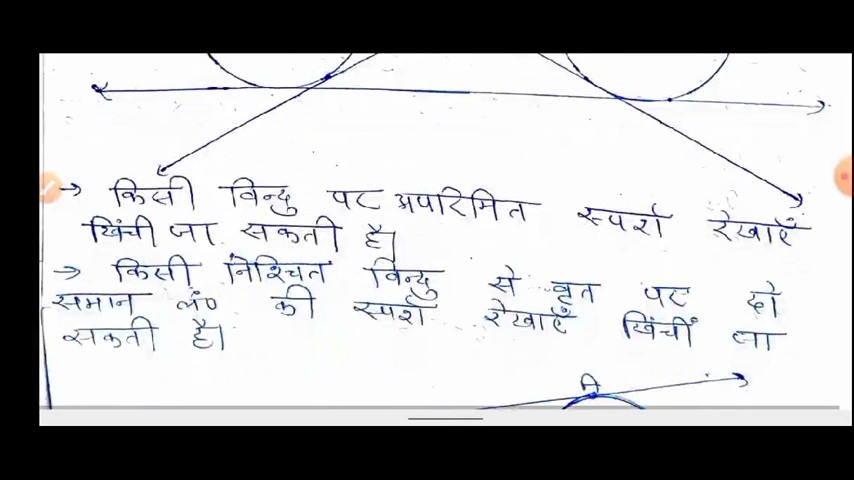 → किसी विन्दु पर अपरिमित स्पर्श रेखाएँ
खिंची जा सकती है।
→ किसी निश्चित विन्दु से वृत पर दो
समान लं० की स्पर्श रेखाएँ खिंचीं जा
सकती है।